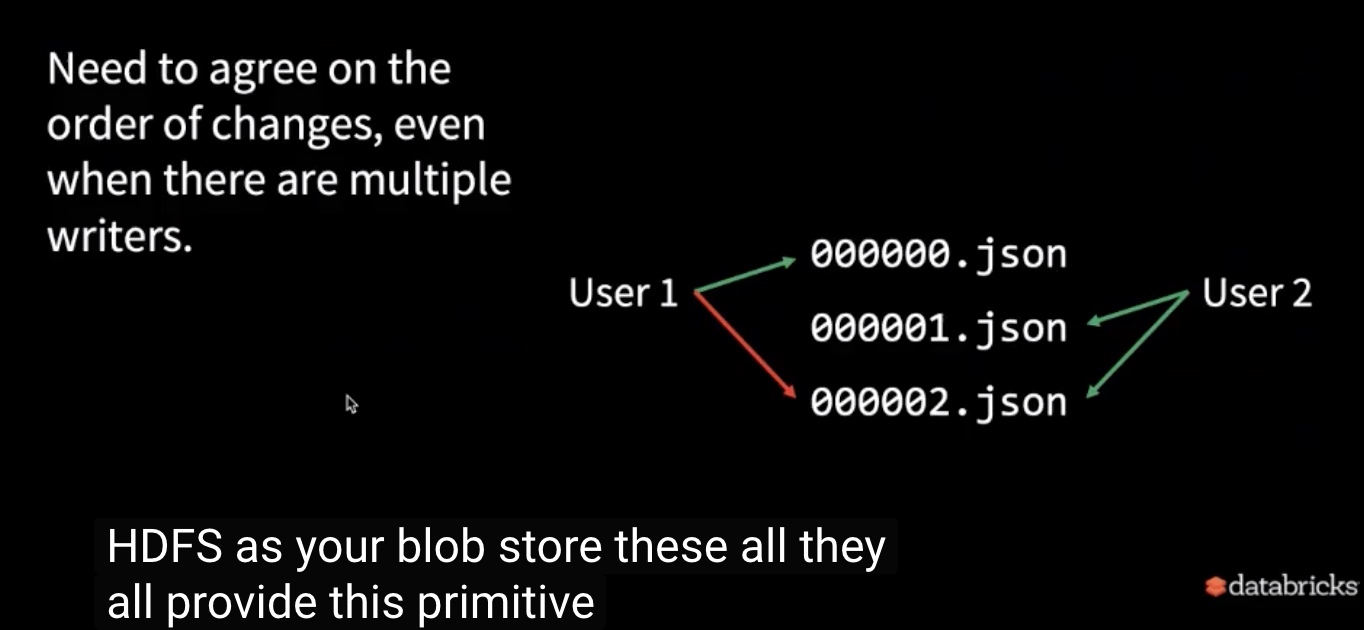 Need to agree on the
order of changes, even
when there are multiple
writers.
000000.json
User 1
User 2
000001.json
000002.json
HDFS as your blob store these all they
all provide this primitive
databricks